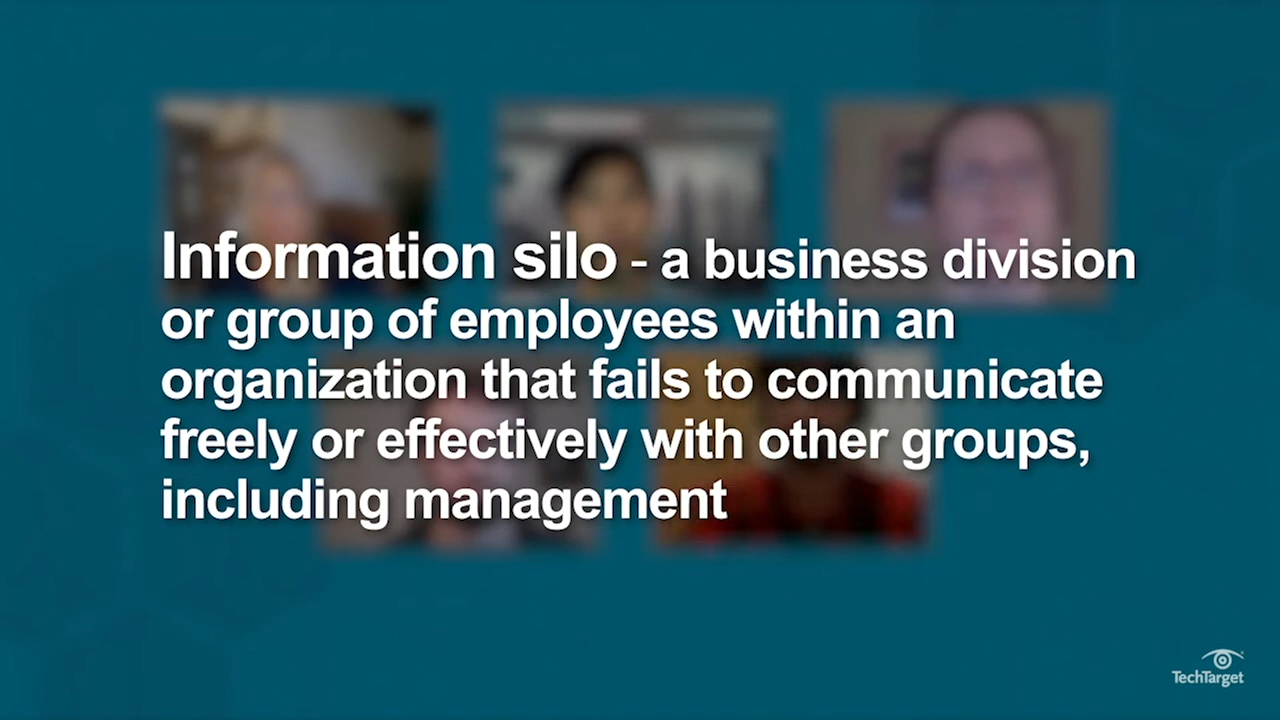 Information silo - a business division
or group of employees within an
organization that fails to communicate
freely or effectively with other groups,
including management
TechTarget